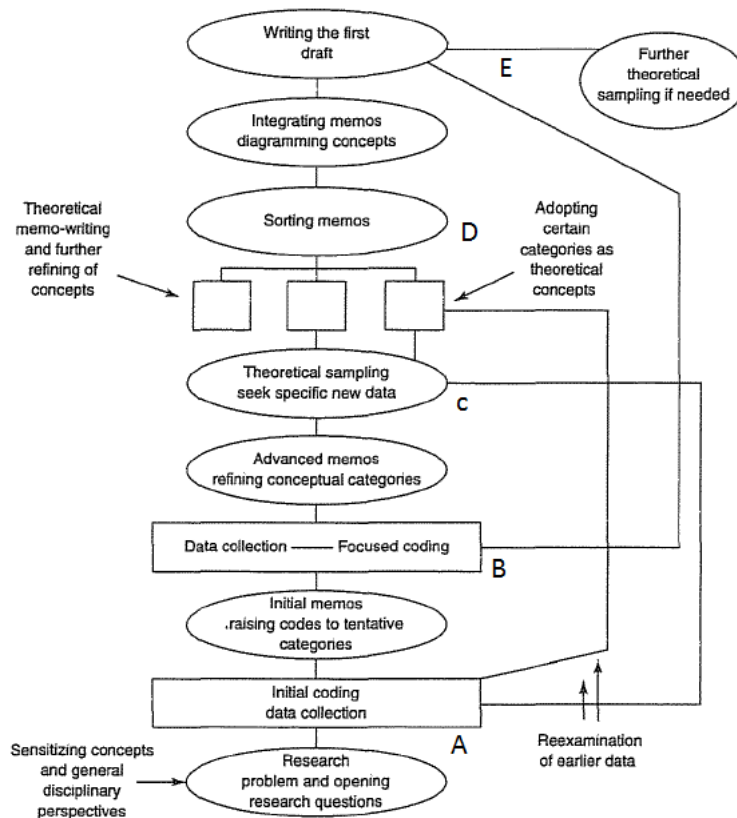 Writing the first
draft
E
Further
theoretical
sampling if needed
Integrating memos
diagramming concepts
Theoretical
memo-writing
and further
refining of
concepts
Sorting memos
D
Adopting
certain
categories as
theoretical
concepts
Theoretical sampling
seek specific new data
c
Advanced memos
refining conceptual categories
Data collection —— Focused coding
B
Initial memos
raising codes to tentative
categories
Initial coding
data collection
A
Reexamination
of earlier data
Sensitizing concepts
and general
disciplinary
perspectives
Research
problem and opening
research questions